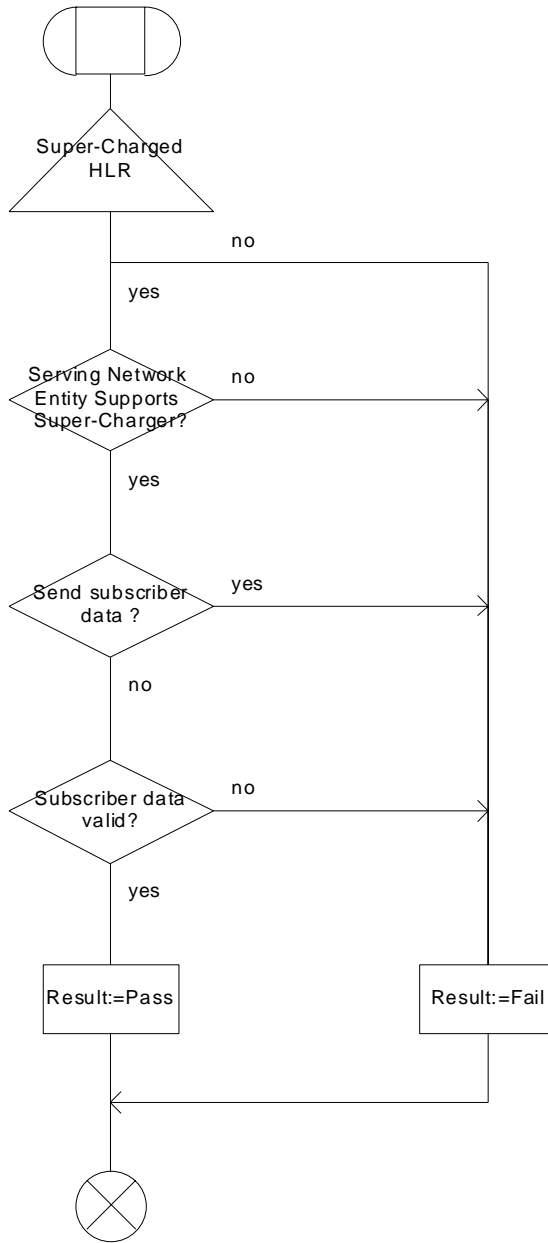 Super-Charged
HLR
no
yes
Serving Network
Entity Supports
Super-Charger?
no
yes
Send subscriber
data ?
yes
no
Subscriber data
valid?
no
yes
Result:=Pass
Result:=Fail